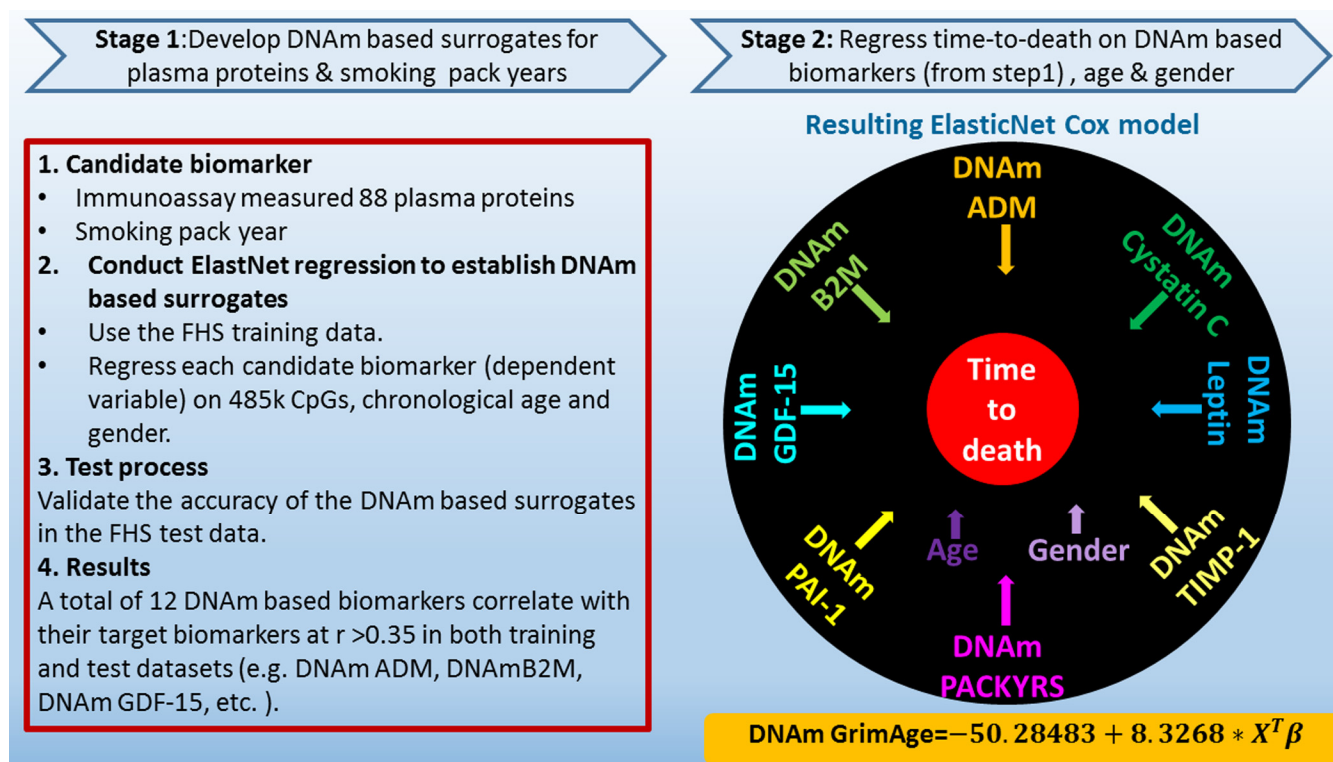 Stage 1:Develop DNAm based surrogates for
plasma proteins & smoking pack years
Stage 2: Regress time-to-death on DNAm based
biomarkers (from step1) , age & gender
1. Candidate biomarker
• Immunoassay measured 88 plasma proteins
• Smoking pack year
2. Conduct ElastNet regression to establish DNAm
based surrogates
• Use the FHS training data.
• Regress each candidate biomarker (dependent
variable) on 485k CpGs, chronological age and
gender.
3. Test process
Validate the accuracy of the DNAm based surrogates
in the FHS test data.
4. Results
A total of 12 DNAm based biomarkers correlate with
their target biomarkers at r >0.35 in both training
and test datasets (e.g. DNAm ADM, DNAmB2M,
DNAm GDF-15, etc. ).
Resulting ElasticNet Cox model
DNAm
ADM
DNAm
Cystatin C
DNAm
Leptin
DNAm
TIMP-1
Gender
DNAm
PACKYRS
Age
DNAm
PAI-1
DNAm
GDF-15
DNAm
B2M
Time
to
death
DNAm GrimAge=−50.28483 + 8.3268 * X^T β